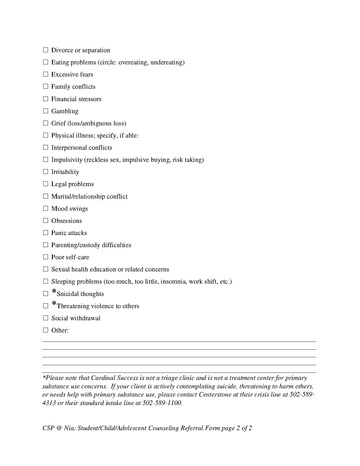 ☐ Divorce or separation
☐ Eating problems (circle: overeating, undereating)
☐ Excessive fears
☐ Family conflicts
☐ Financial stressors
☐ Gambling
☐ Grief (loss/ambiguous loss)
☐ Physical illness; specify, if able:
☐ Interpersonal conflicts
☐ Impulsivity (reckless sex, impulsive buying, risk taking)
☐ Irritability
☐ Legal problems
☐ Marital/relationship conflict
☐ Mood swings
☐ Obsessions
☐ Panic attacks
☐ Parenting/custody difficulties
☐ Poor self-care
☐ Sexual health education or related concerns
☐ Sleeping problems (too much, too little, insomnia, work shift, etc.)
☐ *Suicidal thoughts
☐ *Threatening violence to others
☐ Social withdrawal
☐ Other:
*Please note that Cardinal Success is not a triage clinic and is not a treatment center for primary
substance use concerns. If your client is actively contemplating suicide, threatening to harm others,
or needs help with primary substance use, please contact Centerstone at their crisis line at 502-589-
4313 or their standard intake line at 502-589-1100.
CSP @ Nia: Student/Child/Adolescent Counseling Referral Form page 2 of 2